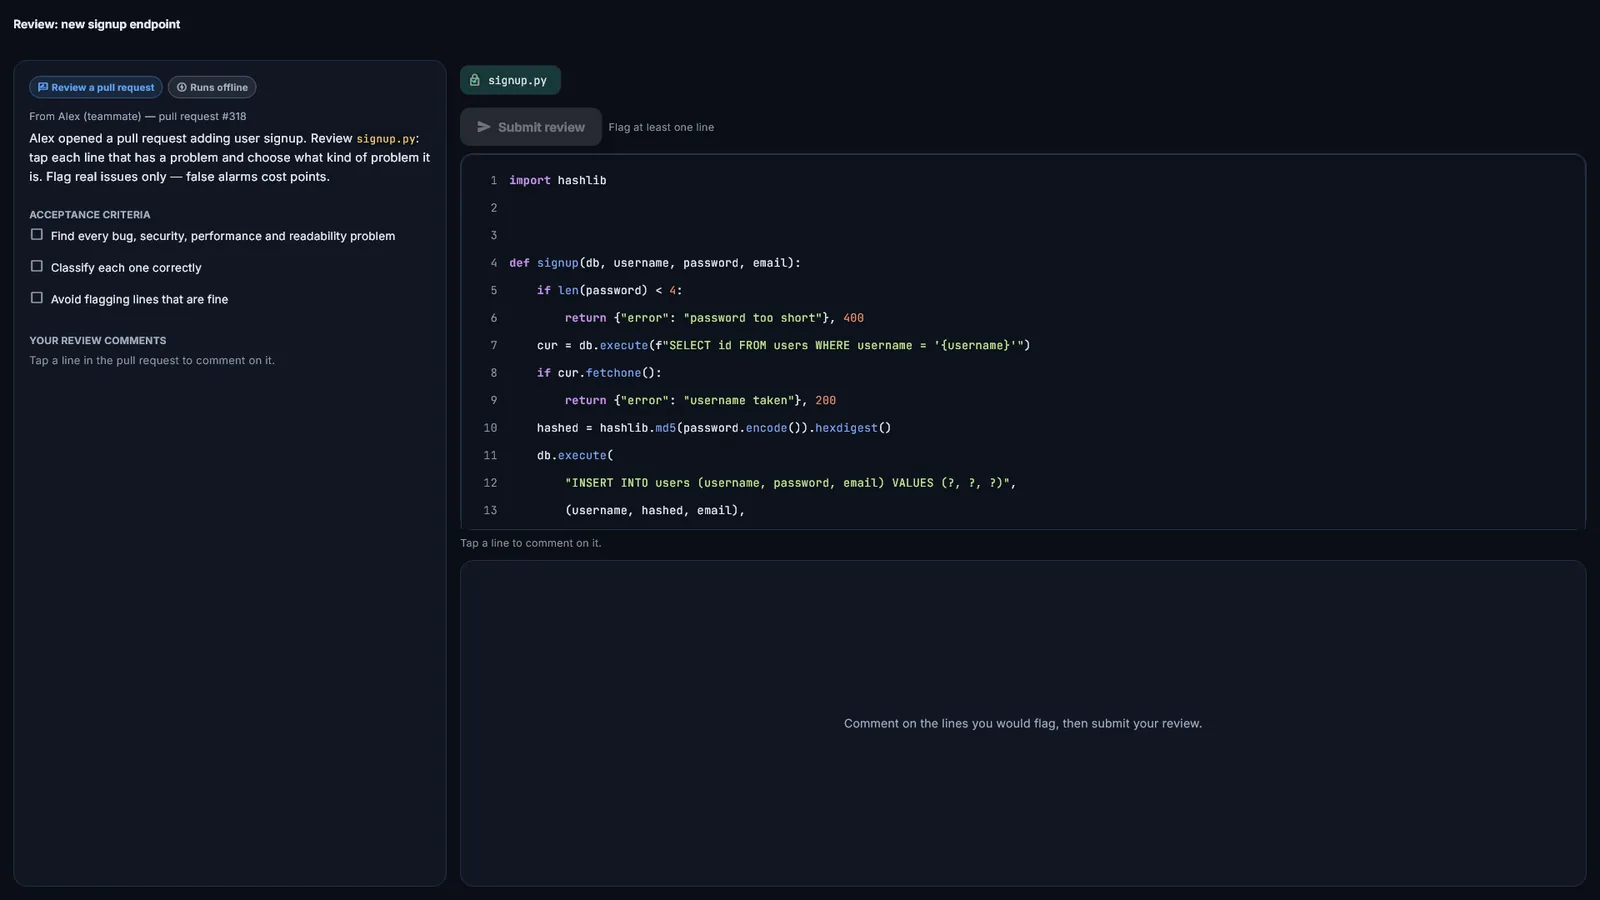 Review: new signup endpoint
Review a pull request
Runs offline
From Alex (teammate) — pull request #318
Alex opened a pull request adding user signup. Review signup.py:
tap each line that has a problem and choose what kind of problem it
is. Flag real issues only — false alarms cost points.
ACCEPTANCE CRITERIA
Find every bug, security, performance and readability problem
Classify each one correctly
Avoid flagging lines that are fine
YOUR REVIEW COMMENTS
Tap a line in the pull request to comment on it.
signup.py
Submit review
Flag at least one line
1 import hashlib
2
3
4 def signup(db, username, password, email):
5     if len(password) < 4:
6         return {"error": "password too short"}, 400
7     cur = db.execute(f"SELECT id FROM users WHERE username = '{username}'")
8     if cur.fetchone():
9         return {"error": "username taken"}, 200
10     hashed = hashlib.md5(password.encode()).hexdigest()
11     db.execute(
12         "INSERT INTO users (username, password, email) VALUES (?, ?, ?)",
13         (username, hashed, email),
Tap a line to comment on it.
Comment on the lines you would flag, then submit your review.